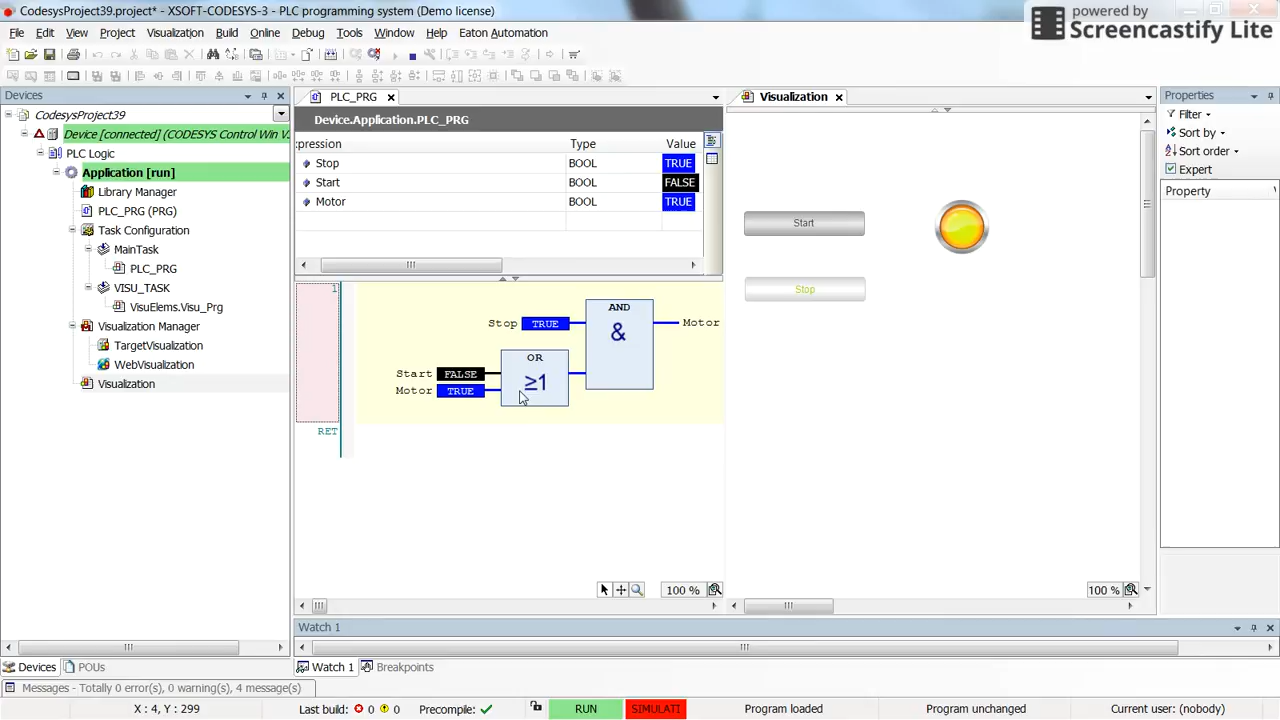 CodesysProject39.project* - XSOFT-CODESYS-3 - PLC programming system (Demo license)
powered by
Screencastify Lite
File Edit View Project Visualization Build Online Debug Tools Window Help Eaton Automation
Devices
PLC_PRG
Visualization
Properties
CodesysProject39
Device [connected] (CODESYS Control Win V.
PLC Logic
Application [run]
Library Manager
PLC_PRG (PRG)
Task Configuration
MainTask
PLC_PRG
VISU_TASK
VisuElems.Visu_Prg
Visualization Manager
TargetVisualization
WebVisualization
Visualization
Device.Application.PLC_PRG
:pression Type Value
Stop BOOL TRUE
Start BOOL FALSE
Motor BOOL TRUE
1
AND
&
Stop TRUE
Motor
OR
≥1
Start FALSE
Motor TRUE
RET
100 %
Start
Stop
100 %
Filter
Sort by
Sort order
Expert
Property
Watch 1
Devices POUs
Watch 1 Breakpoints
Messages - Totally 0 error(s), 0 warning(s), 4 message(s)
X : 4, Y : 299
Last build: 0 0 Precompile:
RUN
SIMULATI
Program loaded
Program unchanged
Current user: (nobody)